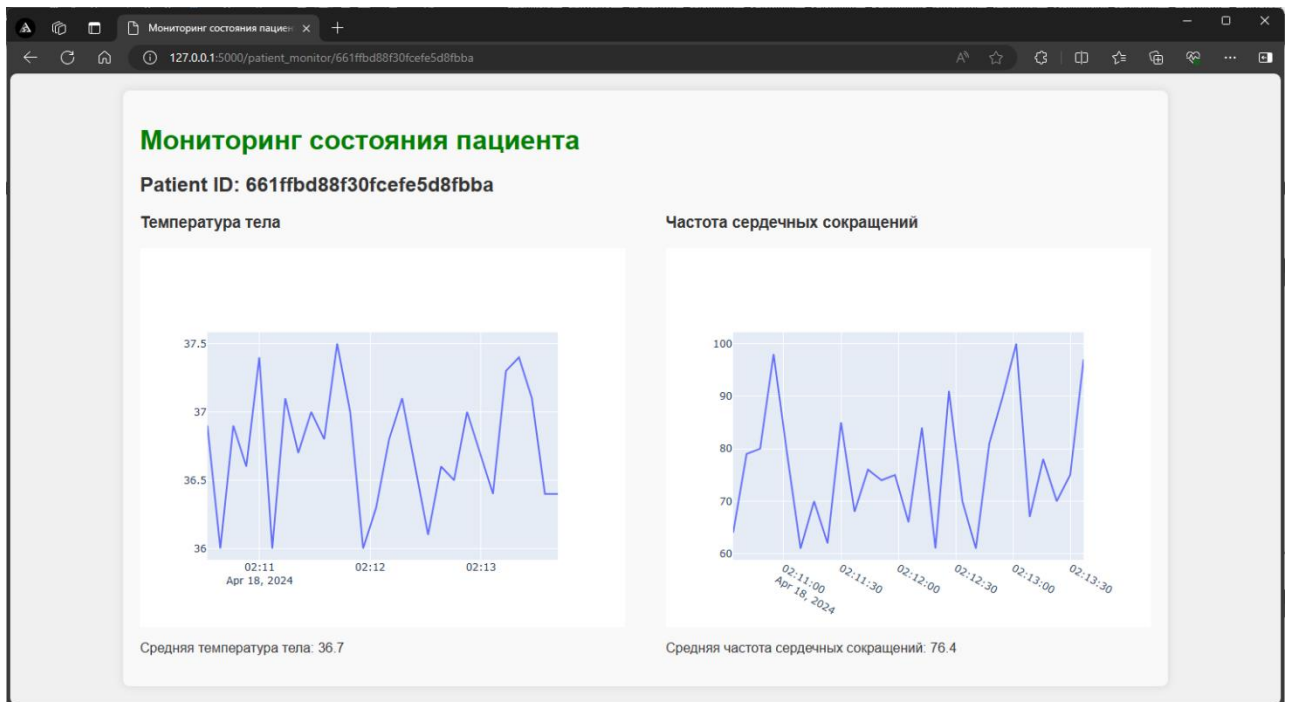 Мониторинг состояния пациен
127.0.0.1:5000/patient_monitor/661ffbd88f30fcefe5d8fbba
Мониторинг состояния пациента
Patient ID: 661ffbd88f30fcefe5d8fbba
Температура тела
37.5
37
36.5
36
02:11 02:12 02:13
Apr 18, 2024
Средняя температура тела: 36.7
Частота сердечных сокращений
100
90
80
70
60
02:11:00 02:11:30 02:12:00 02:12:30 02:13:00 02:13:30
Apr 18, 2024
Средняя частота сердечных сокращений: 76.4